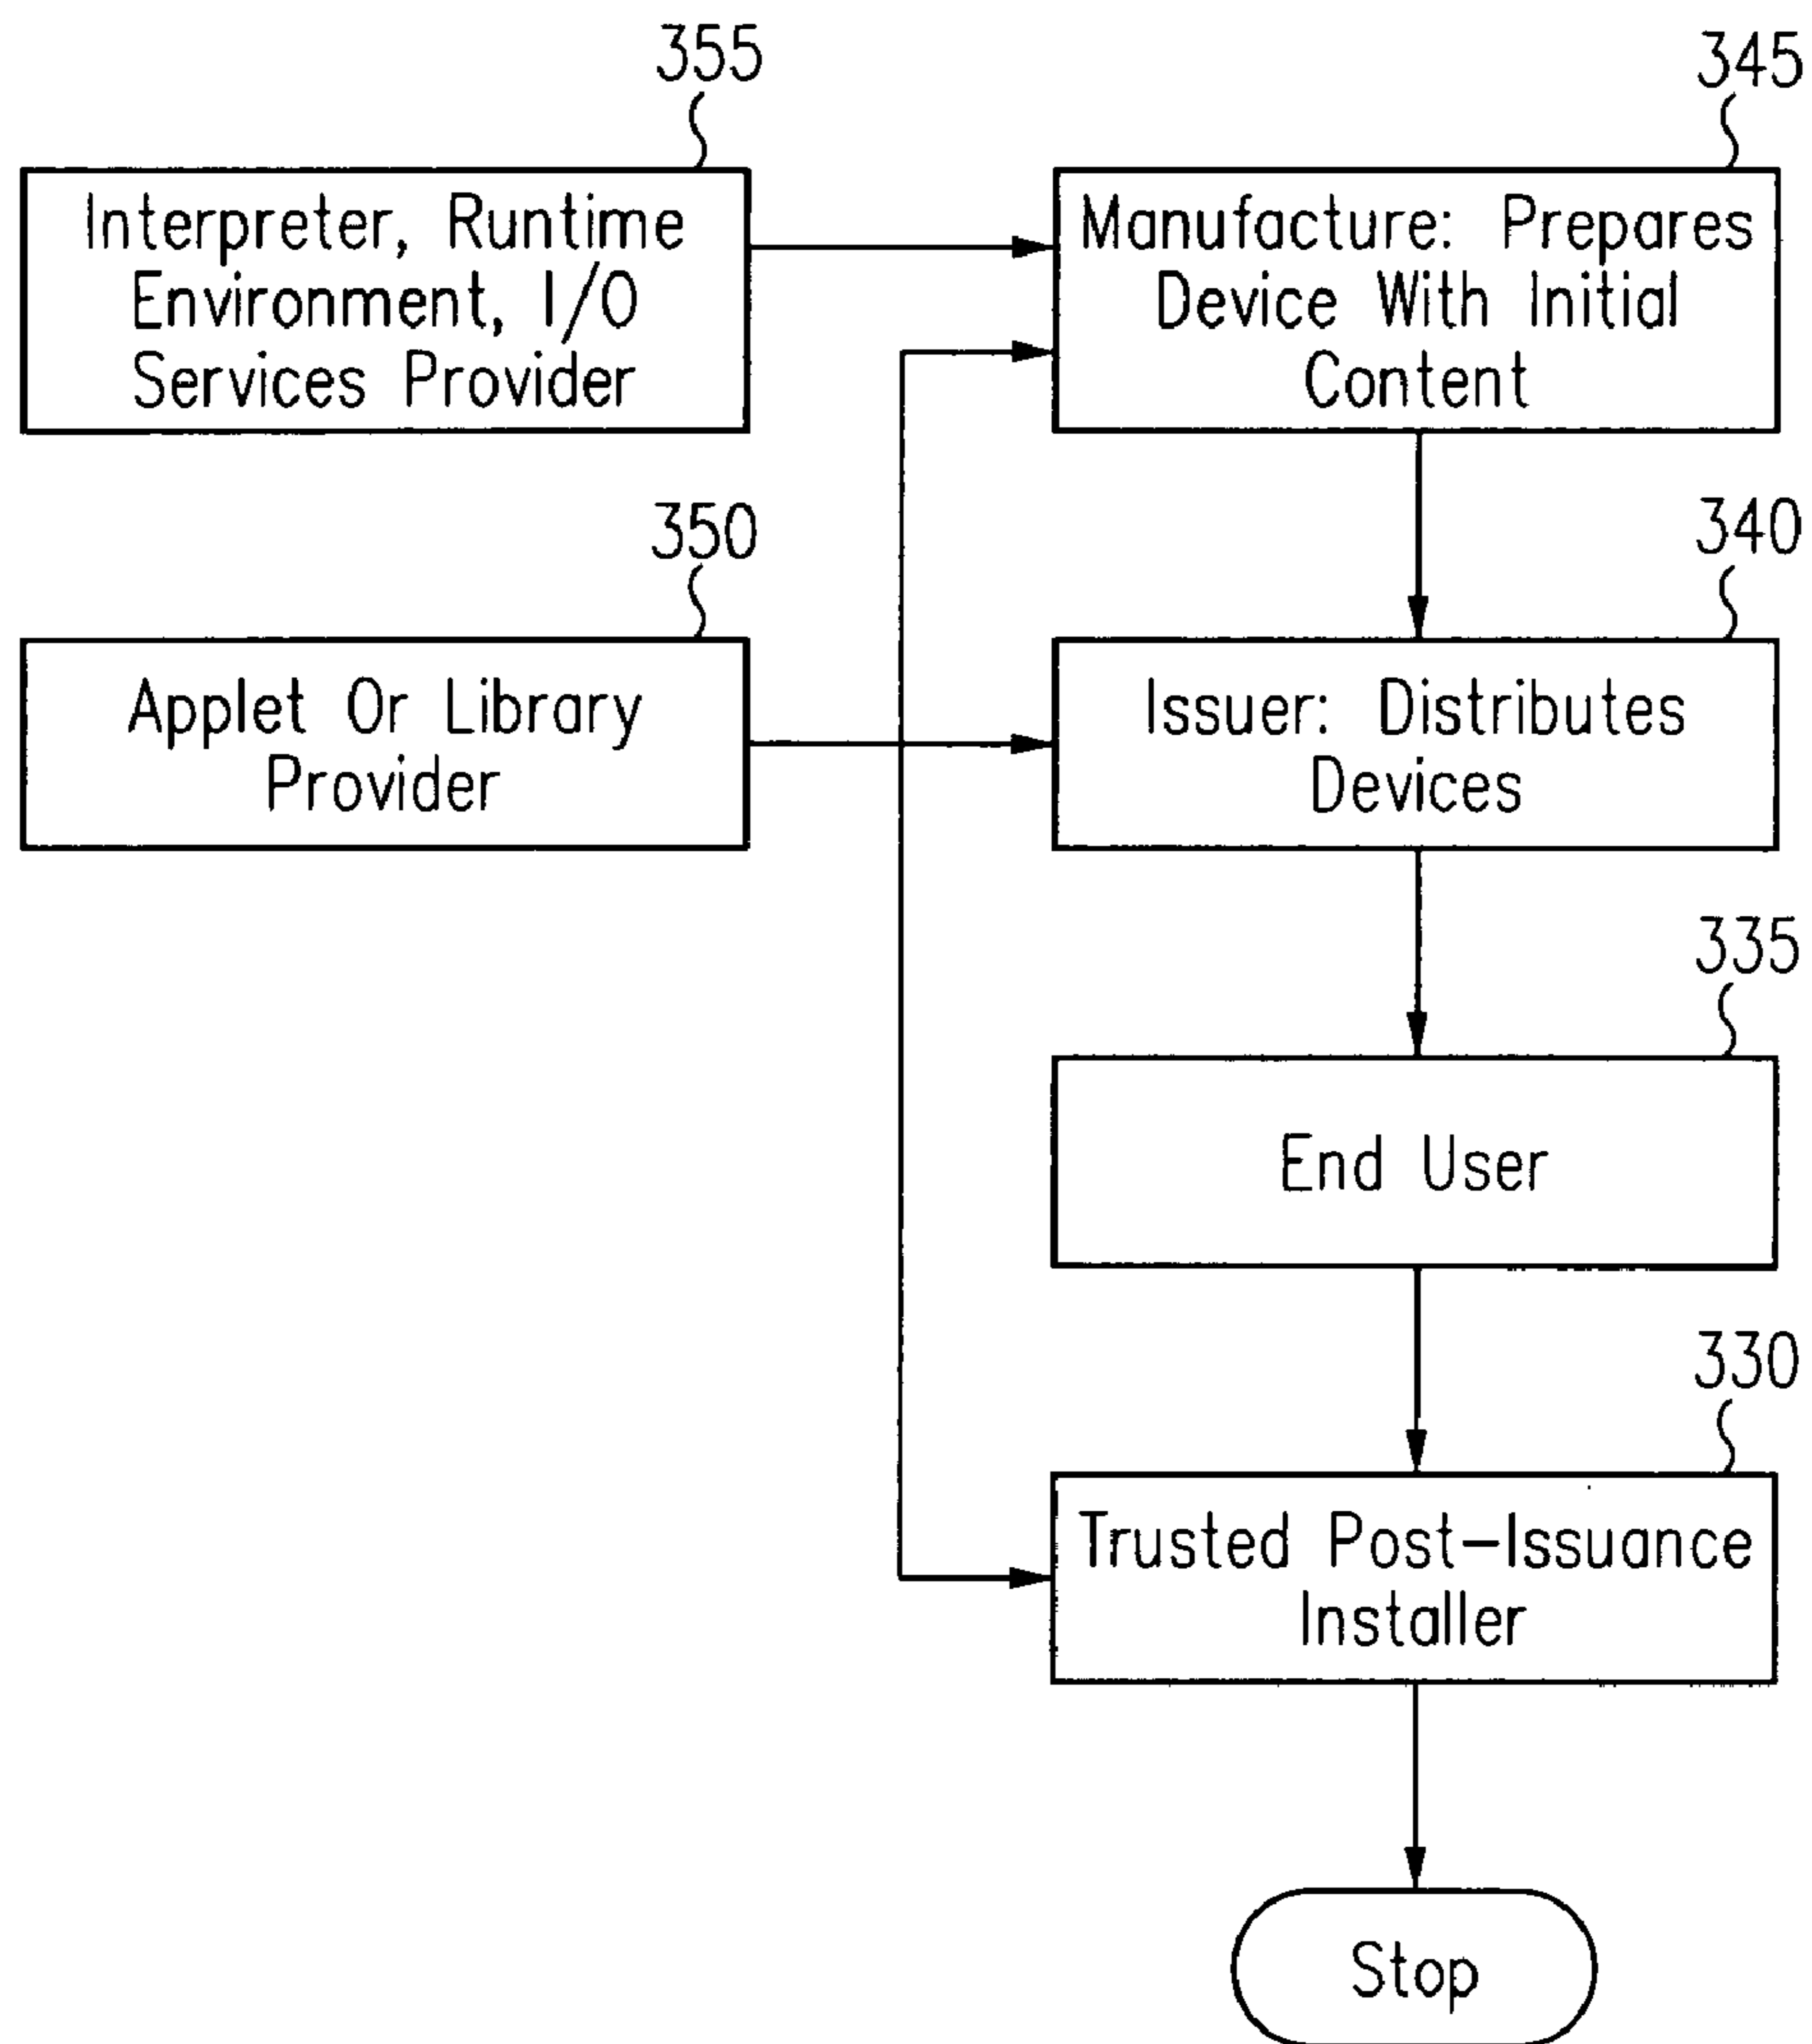 355
Interpreter, Runtime
Environment, I/O
Services Provider
345
Manufacture: Prepares
Device With Initial
Content
350
Applet Or Library
Provider
340
Issuer: Distributes
Devices
335
End User
330
Trusted Post-Issuance
Installer
Stop